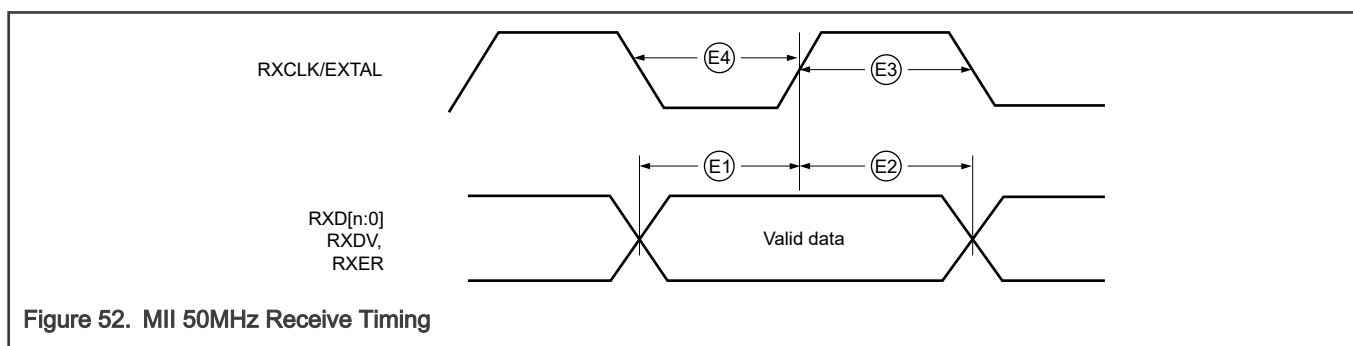 RXCLK/EXTAL
E4
E3
E1
E2
RXD[n:0]
RXDV,
RXER
Valid data
Figure 52. MII 50MHz Receive Timing